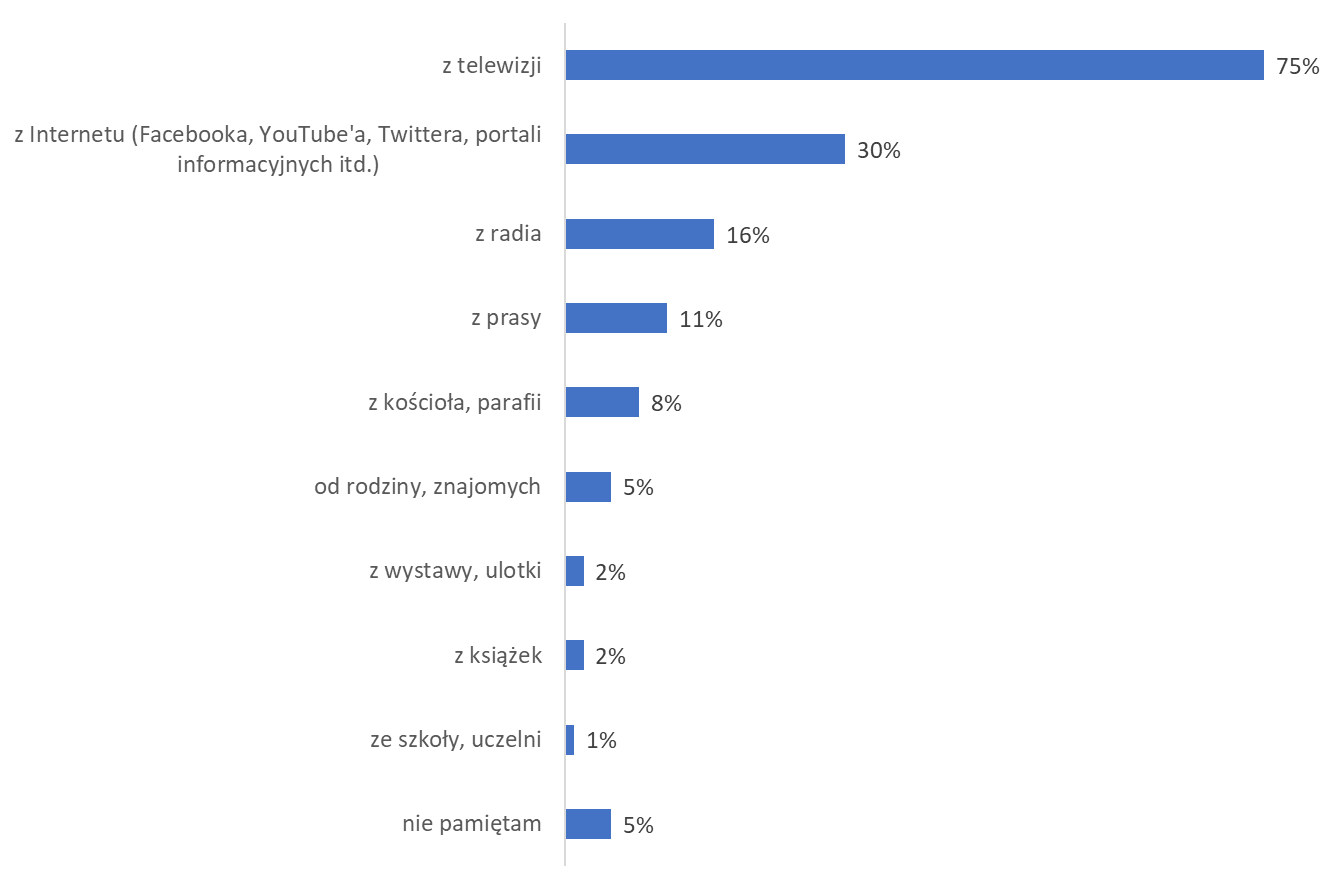 z telewizji 75%
z Internetu (Facebooka, YouTube'a, Twittera, portali
informacyjnych itd.) 30%
z radia 16%
z prasy 11%
z kościoła, parafii 8%
od rodziny, znajomych 5%
z wystawy, ulotki 2%
z książek 2%
ze szkoły, uczelni 1%
nie pamiętam 5%